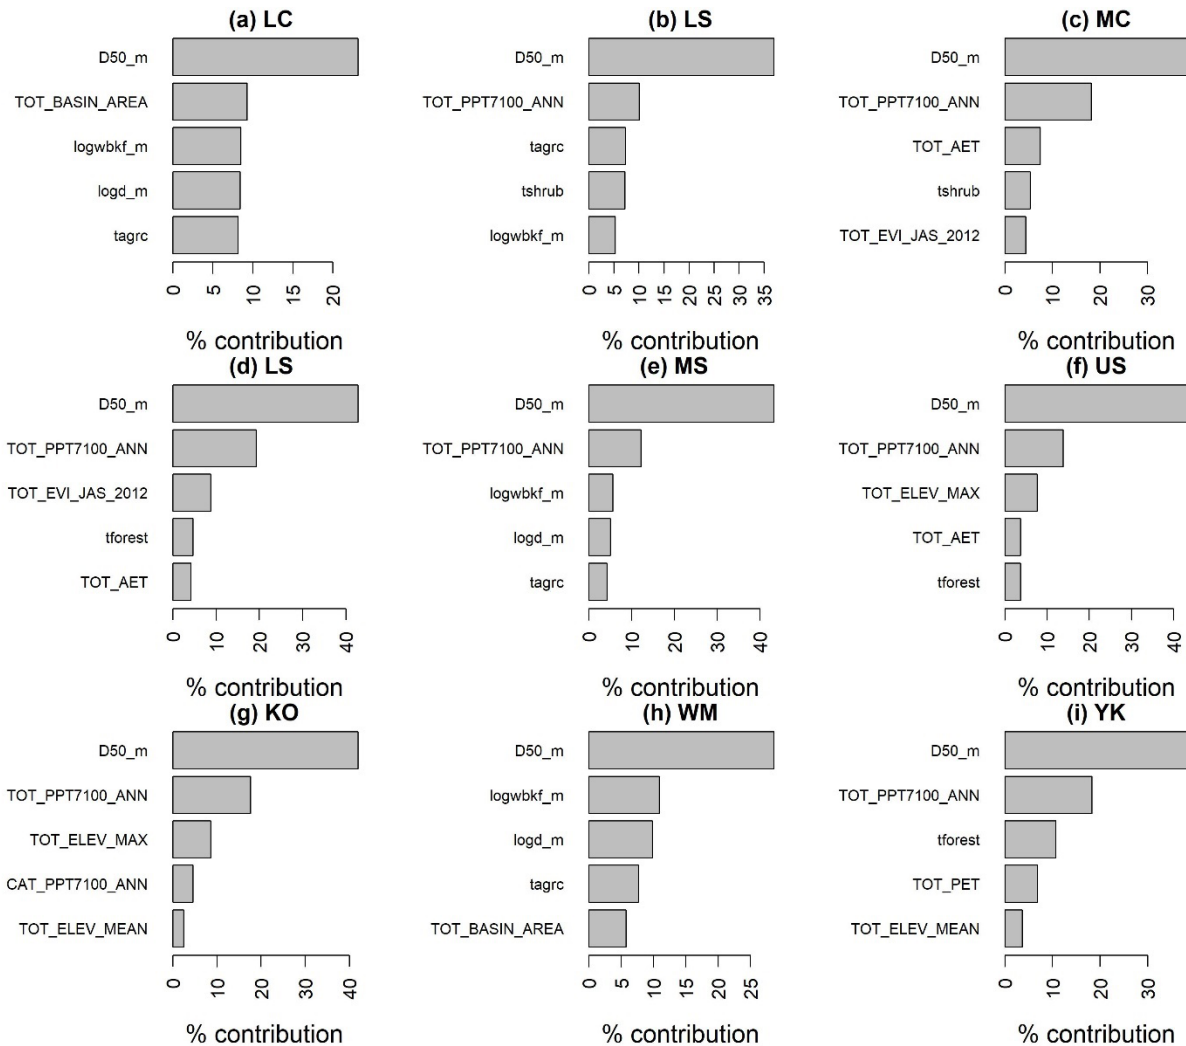 (a) LC
D50_m
TOT_BASIN_AREA
logwbkf_m
logd_m
tagrc
0 5 10 15 20
% contribution
(b) LS
D50_m
TOT_PPT7100_ANN
tagrc
tshrub
logwbkf_m
0 5 10 15 20 25 30 35
% contribution
(c) MC
D50_m
TOT_PPT7100_ANN
TOT_AET
tshrub
TOT_EVI_JAS_2012
0 10 20 30
% contribution
(d) LS
D50_m
TOT_PPT7100_ANN
TOT_EVI_JAS_2012
tforest
TOT_AET
0 10 20 30 40
% contribution
(e) MS
D50_m
TOT_PPT7100_ANN
logwbkf_m
logd_m
tagrc
0 10 20 30 40
% contribution
(f) US
D50_m
TOT_PPT7100_ANN
TOT_ELEV_MAX
TOT_AET
tforest
0 10 20 30 40
% contribution
(g) KO
D50_m
TOT_PPT7100_ANN
TOT_ELEV_MAX
CAT_PPT7100_ANN
TOT_ELEV_MEAN
0 10 20 30 40
% contribution
(h) WM
D50_m
logwbkf_m
logd_m
tagrc
TOT_BASIN_AREA
0 5 10 15 20 25
% contribution
(i) YK
D50_m
TOT_PPT7100_ANN
tforest
TOT_PET
TOT_ELEV_MEAN
0 10 20 30
% contribution